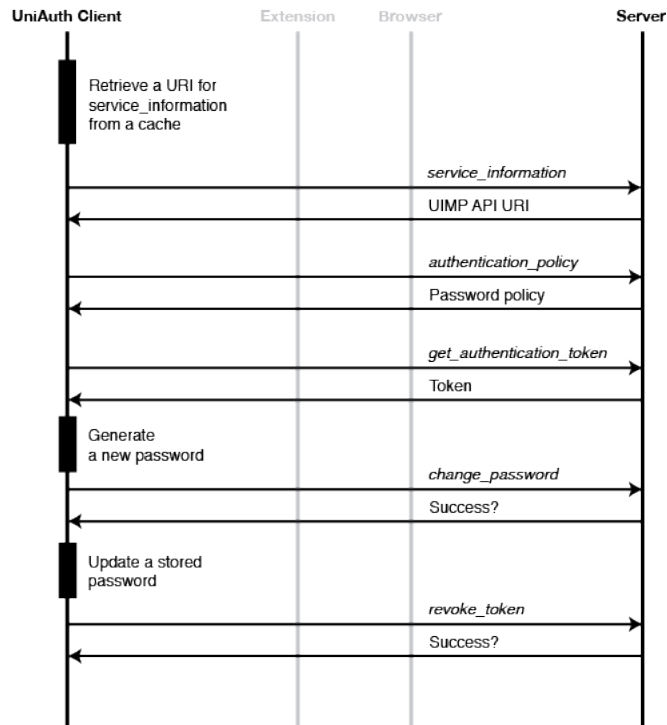 UniAuth Client Extension Browser Server
Retrieve a URI for
service_information
from a cache
service_information
UIMP API URI
authentication_policy
Password policy
get_authentication_token
Token
Generate
a new password
change_password
Success?
Update a stored
password
revoke_token
Success?